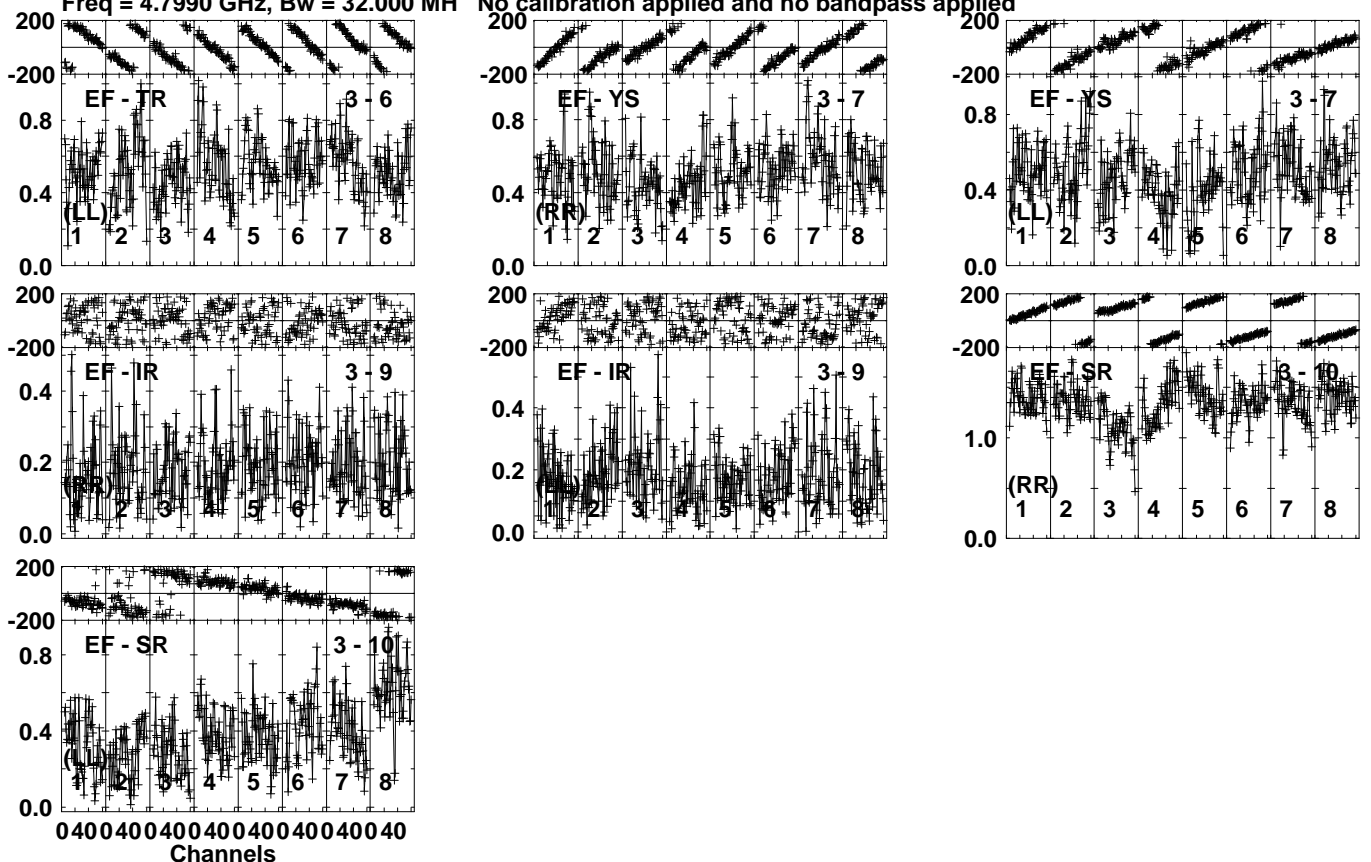 Freq = 4.7990 GHz, Bw = 32.000 MH No calibration applied and no bandpass applied
200
-200
EF - TR 3 - 6
0.8
0.4
(LL)
1 2 3 4 5 6 7 8
0.0
200
-200
EF - YS 3 - 7
0.8
0.4
(RR)
1 2 3 4 5 6 7 8
0.0
200
-200
EF - YS 3 - 7
0.8
0.4
(LL)
1 2 3 4 5 6 7 8
0.0
200
-200
EF - IR 3 - 9
0.4
0.2
(RR)
1 2 3 4 5 6 7 8
0.0
200
-200
EF - IR 3 - 9
0.4
0.2
(LL)
1 2 3 4 5 6 7 8
0.0
200
-200
EF - SR 3 - 10
1.0
(RR)
1 2 3 4 5 6 7 8
0.0
200
-200
EF - SR 3 - 10
0.8
0.4
(LL)
1 2 3 4 5 6 7 8
0.0
0 40 0 40 0 40 0 40 0 40 0 40 0 40 0 40
Channels